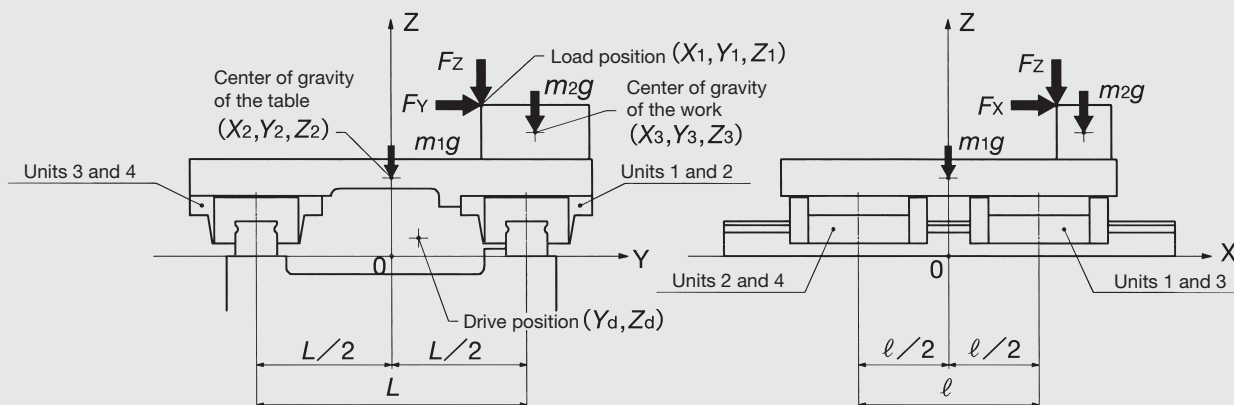 Z
FZ
Load position (X1,Y1,Z1)
Center of gravity
of the table
(X2,Y2,Z2)
FY
m2g
Center of gravity
of the work
(X3,Y3,Z3)
m1g
Units 3 and 4
Units 1 and 2
0
Y
Drive position (Yd,Zd)
L/2
L/2
L
Z
FZ
m2g
FX
m1g
0
X
Units 2 and 4
Units 1 and 3
ℓ/2
ℓ/2
ℓ